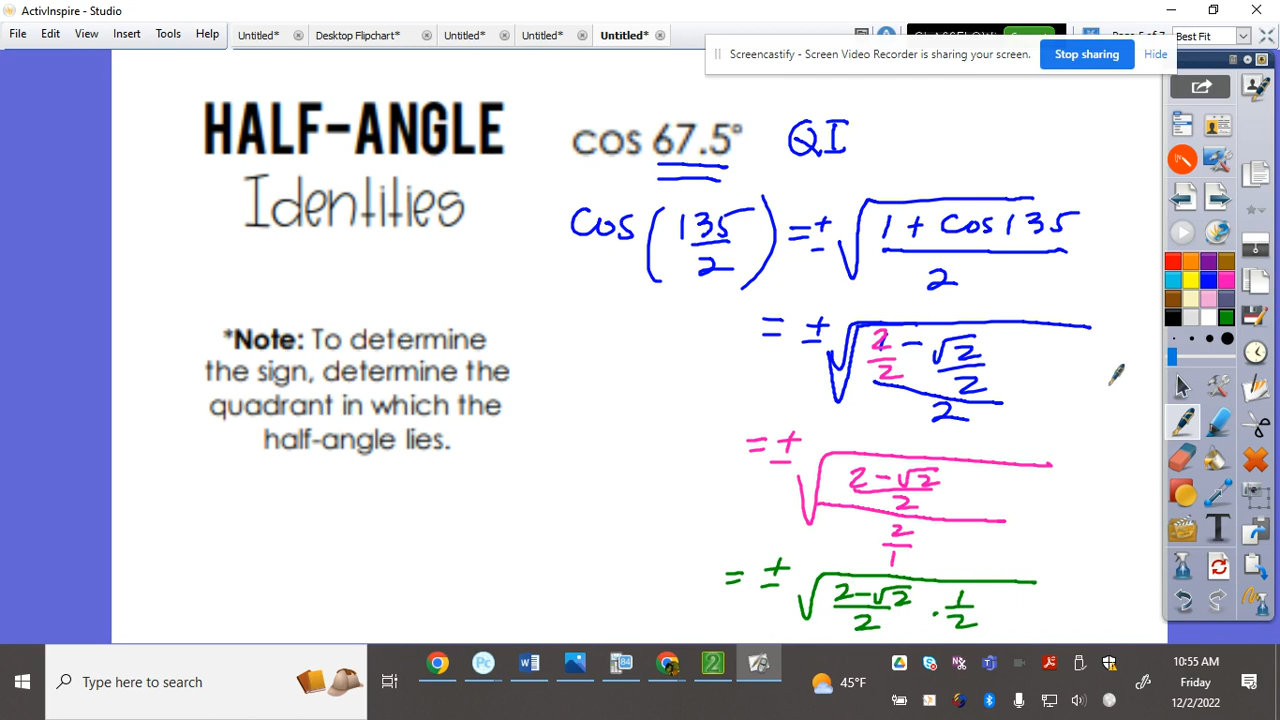 ActivInspire - Studio
File Edit View Insert Tools Help Untitled* Desktop Flipchart* Untitled* Untitled* Untitled*
Best Fit
Screencastify - Screen Video Recorder is sharing your screen. Stop sharing Hide
HALF-ANGLE
Identities
*Note: To determine
the sign, determine the
quadrant in which the
half-angle lies.
cos 67.5° QI
cos (135/2) = ± √((1 + cos 135)/2)
= ± √((2/2 - √2/2)/2)
= ± √(((2-√2)/2)/(2/1))
= ± √((2-√2)/2 · 1/2)
Type here to search
45°F
10:55 AM
Friday
12/2/2022